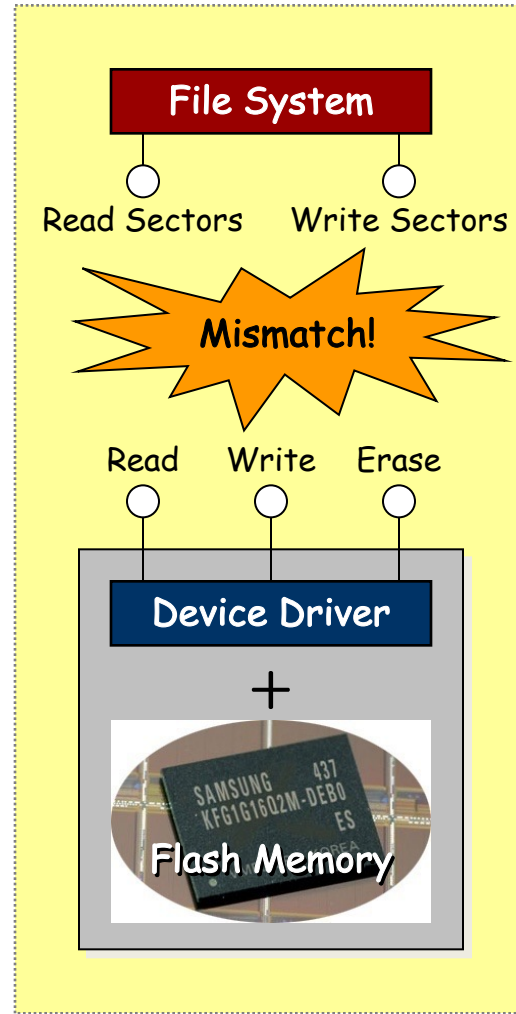 File System
Read Sectors Write Sectors
Mismatch!
Read Write Erase
Device Driver
+
SAMSUNG 437
KFG1G16Q2M-DEB0
ES
Flash Memory